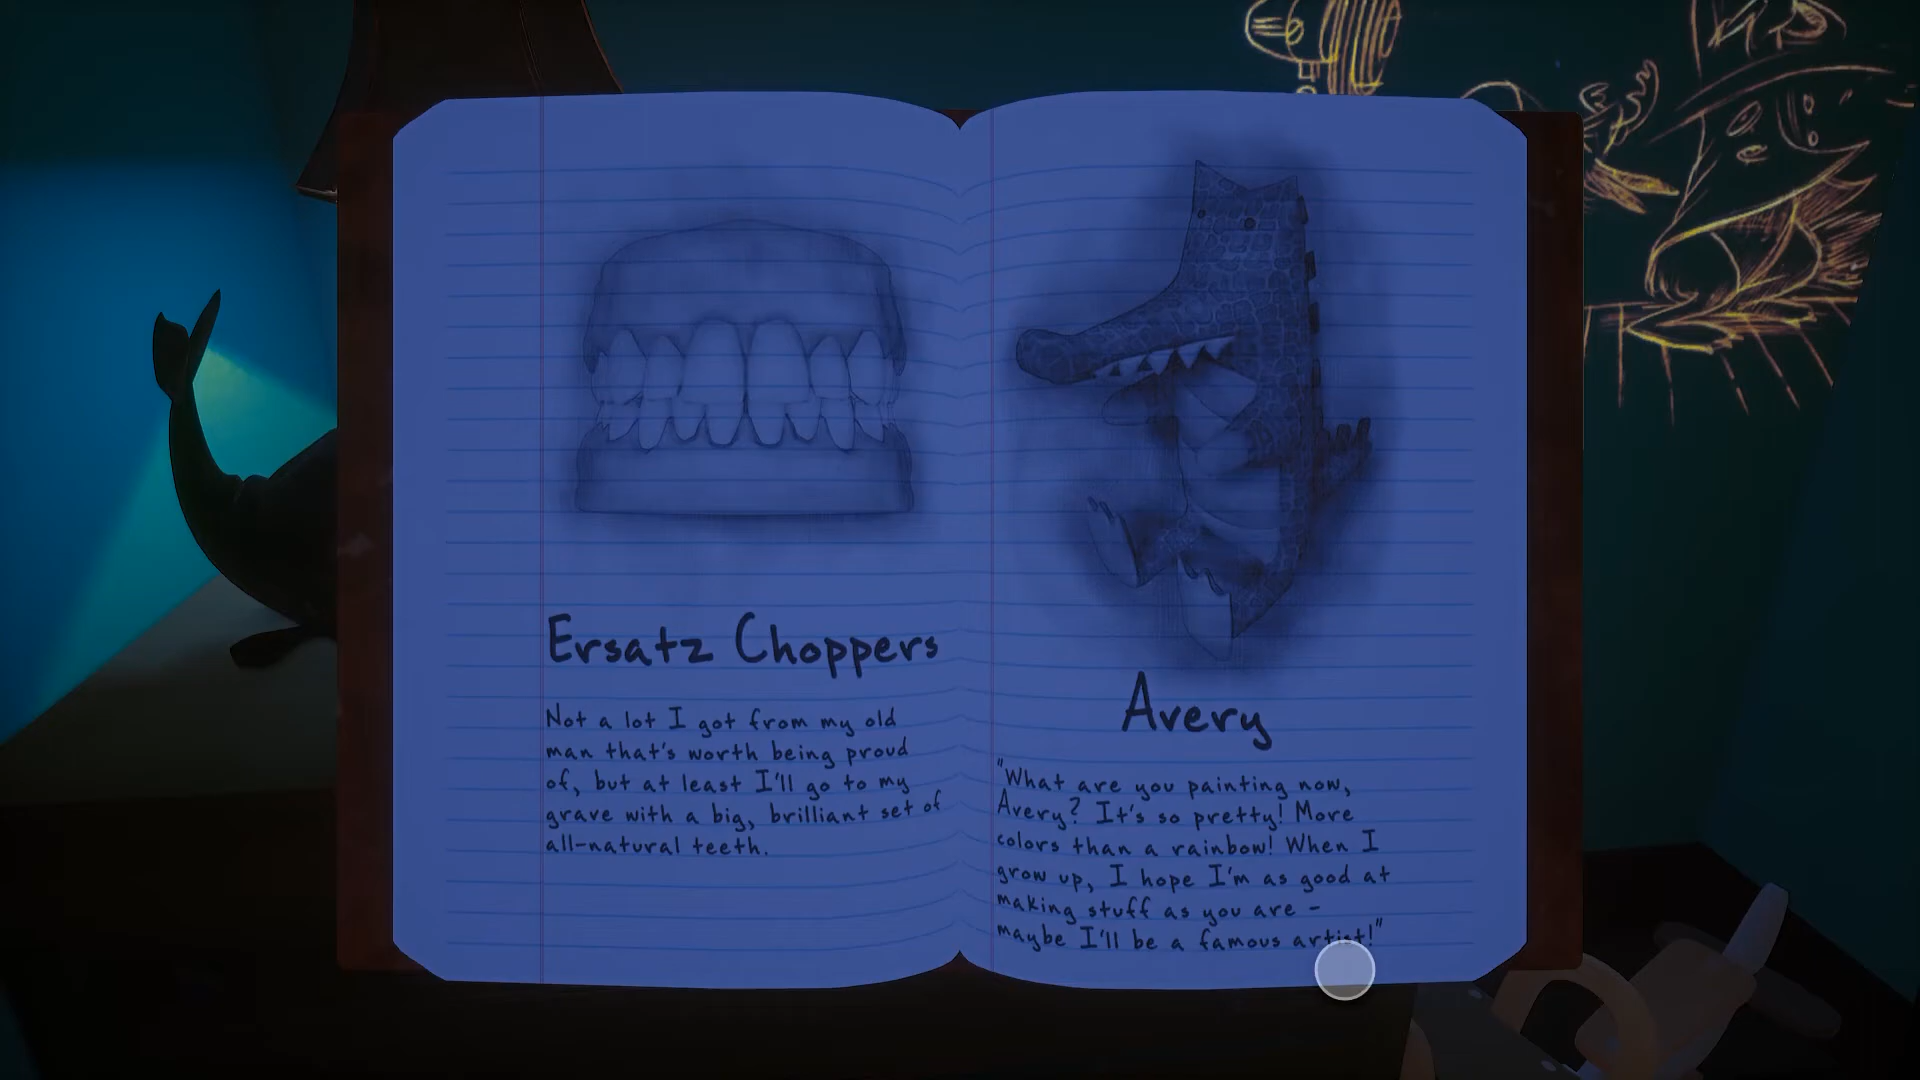 Ersatz Choppers
Not a lot I got from my old
man that's worth being proud
of, but at least I'll go to my
grave with a big, brilliant set of
all-natural teeth.
Avery
"What are you painting now,
Avery? It's so pretty! More
colors than a rainbow! When I
grow up, I hope I'm as good at
making stuff as you are -
maybe I'll be a famous artist!"